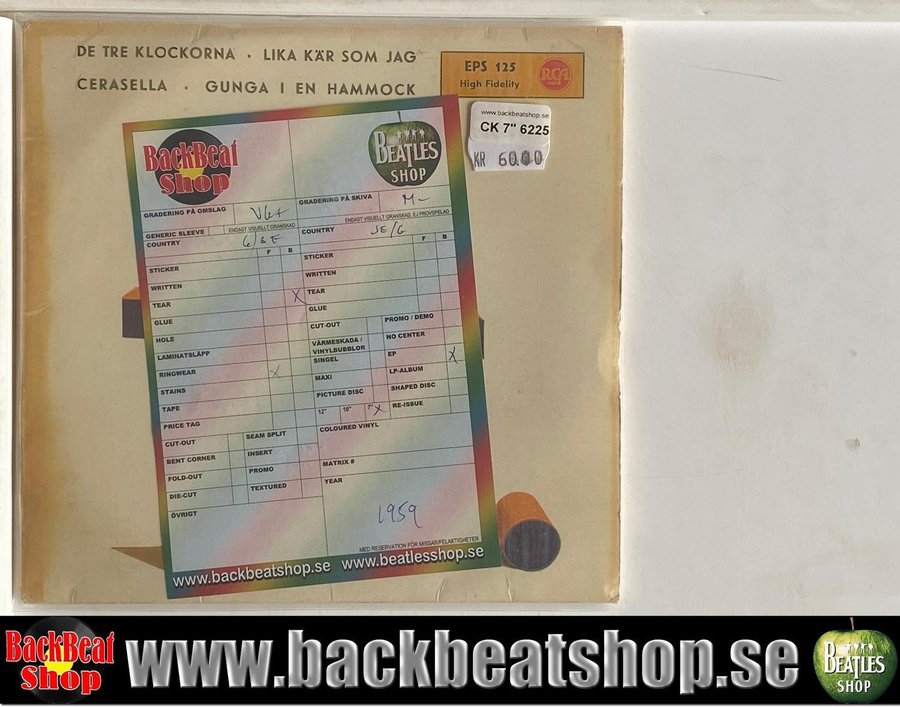 DE TRE KLOCKORNA · LIKA KÄR SOM JAG
CERASELLA · GUNGA I EN HAMMOCK
EPS 125
High Fidelity
RCA
www.backbeatshop.se
CK 7" 6225
KR 60.00
BackBeat
Shop
BEATLES
SHOP
GRADERING PÅ OMSLAG VG+
ENDAST VISUELLT GRANSKAD
GENERIC SLEEVE
COUNTRY
F B
STICKER
WRITTEN
TEAR X
GLUE
HOLE
LAMINATSLÄPP
RINGWEAR X
STAINS
TAPE
PRICE TAG
CUT-OUT SEAM SPLIT
BENT CORNER INSERT
FOLD-OUT PROMO
DIE-CUT TEXTURED
ÖVRIGT
GRADERING PÅ SKIVA M-
ENDAST VISUELLT GRANSKAD, EJ PROVSPELAD
COUNTRY SE/G
F B
STICKER
WRITTEN
TEAR
GLUE
CUT-OUT PROMO / DEMO
VÄRMESKADA / VINYLBUBBLOR NO CENTER
SINGEL EP X
MAXI LP-ALBUM
PICTURE DISC SHAPED DISC
12" 10" 7" X RE-ISSUE
COLOURED VINYL
MATRIX #
YEAR
1959
MED RESERVATION FÖR MISSAR/FELAKTIGHETER
www.backbeatshop.se www.beatlesshop.se
BackBeat
Shop
www.backbeatshop.se
BEATLES
SHOP